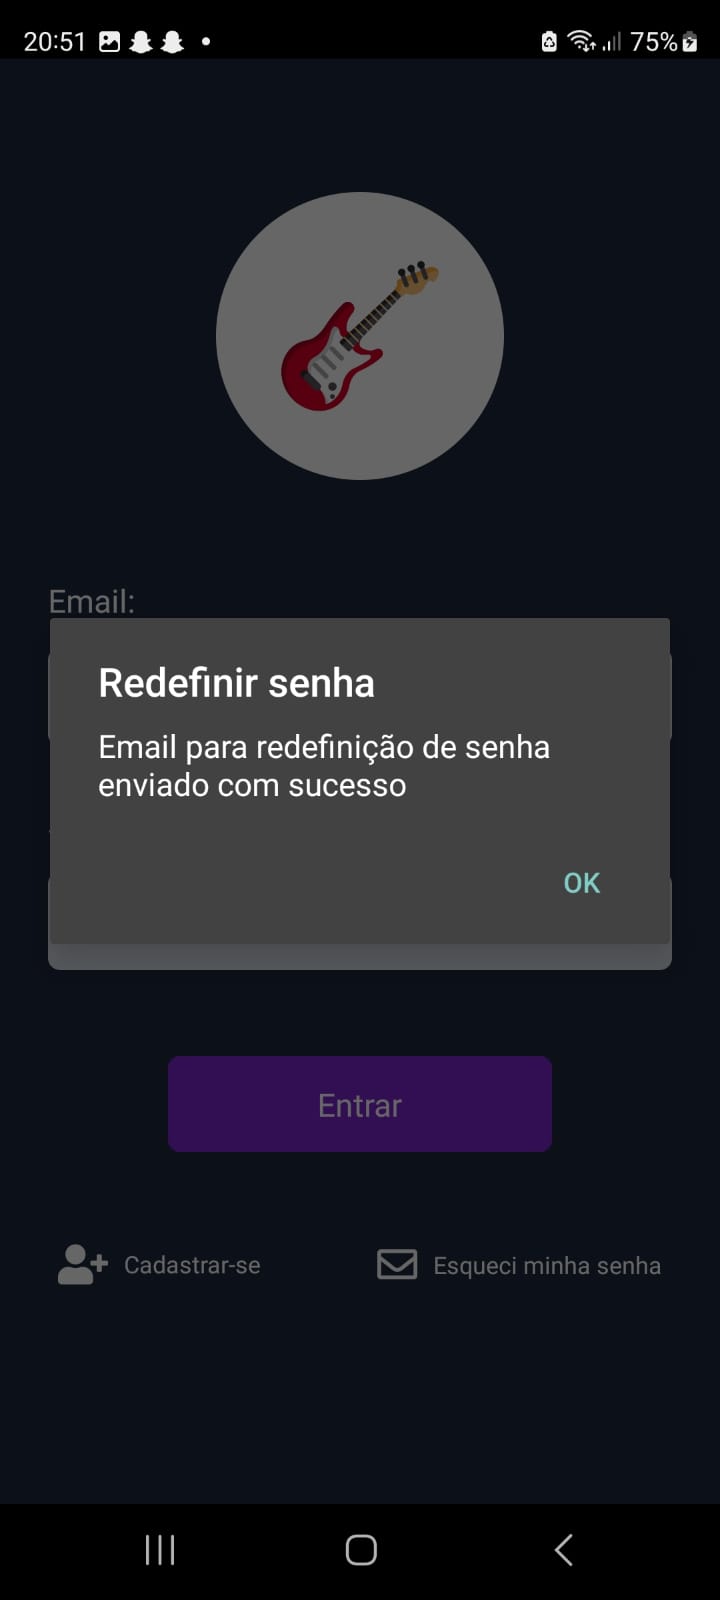 20:51
75%
Email:
Redefinir senha
Email para redefinição de senha
enviado com sucesso
OK
Entrar
Cadastrar-se
Esqueci minha senha